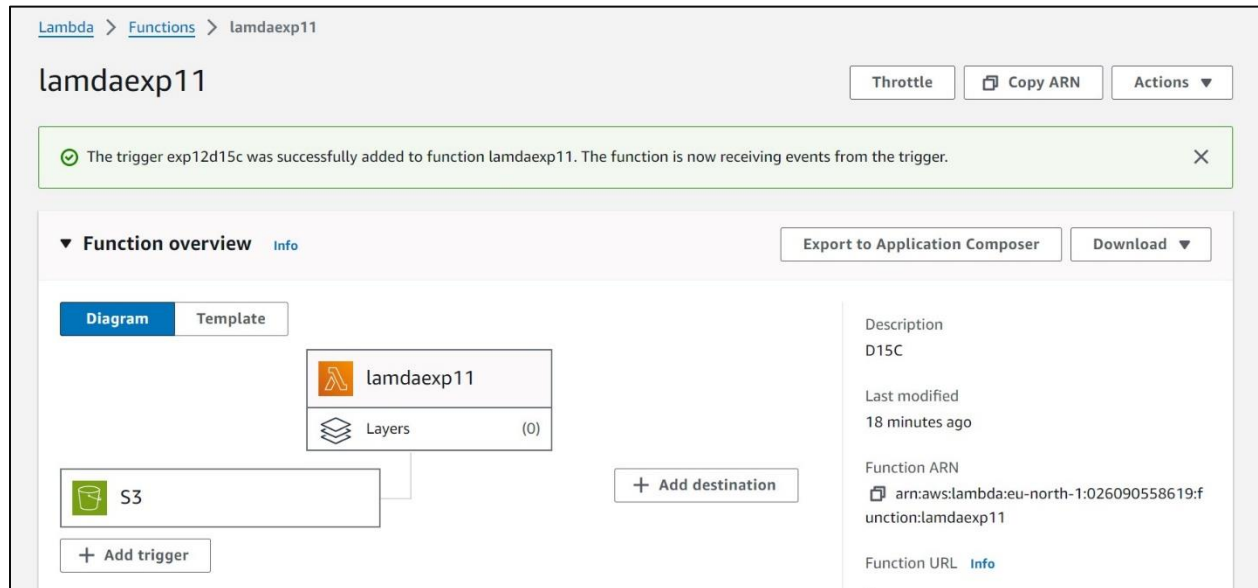 Lambda > Functions > lamdaexp11
lamdaexp11
Throttle
Copy ARN
Actions
The trigger exp12d15c was successfully added to function lamdaexp11. The function is now receiving events from the trigger.
Function overview Info
Export to Application Composer
Download
Diagram
Template
lamdaexp11
Layers (0)
S3
+ Add destination
+ Add trigger
Description
D15C
Last modified
18 minutes ago
Function ARN
arn:aws:lambda:eu-north-1:026090558619:f
unction:lamdaexp11
Function URL Info